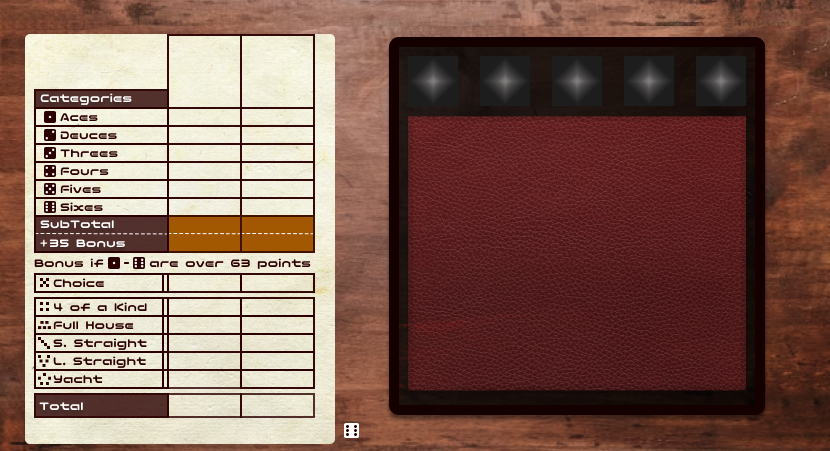 Categories
Aces
Deuces
Threes
Fours
Fives
Sixes
SubTotal
+35 Bonus
Bonus if - are over 63 points
Choice
4 of a Kind
Full House
S. Straight
L. Straight
Yacht
Total